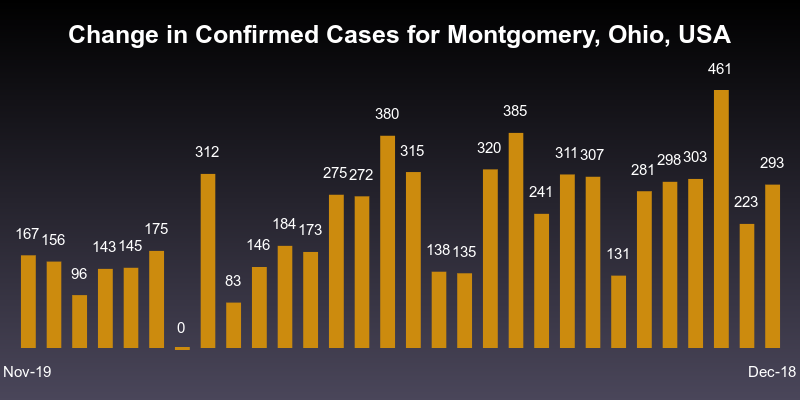 Change in Confirmed Cases for Montgomery, Ohio, USA
167 156 96 143 145 175 0 312 83 146 184 173 275 272 380 315 138 135 320 385 241 311 307 131 281 298 303 461 223 293
Nov-19 Dec-18